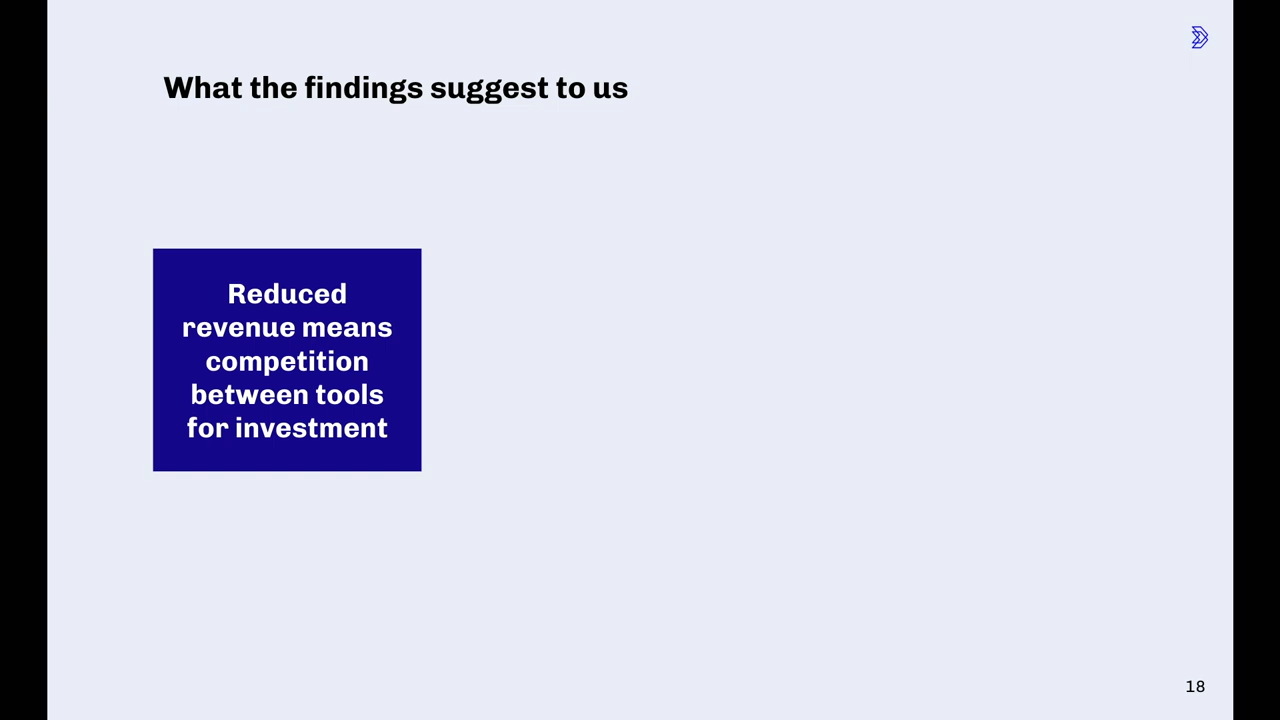 What the findings suggest to us
Reduced
revenue means
competition
between tools
for investment
18